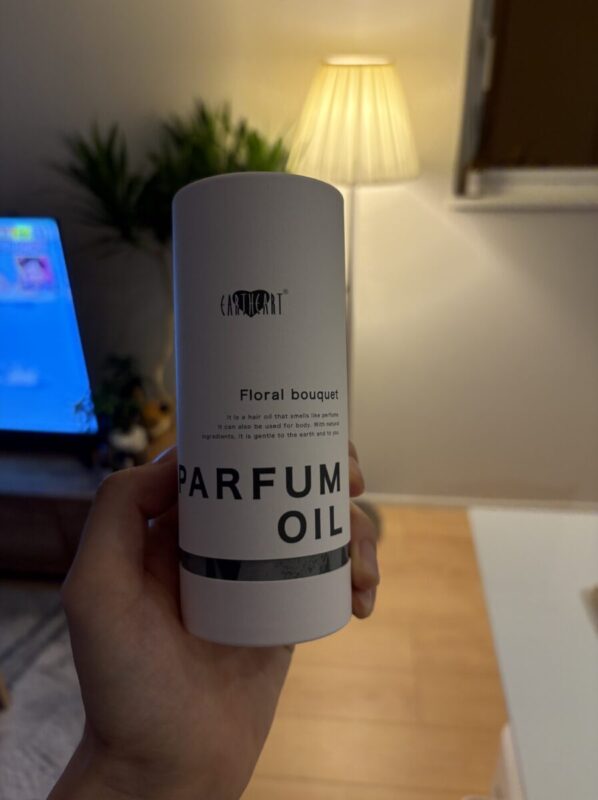 EARTHEART®
Floral bouquet
It is a hair oil that smells like perfume.
It can also be used for body. With natural
ingredients, it is gentle to the earth and to you.
PARFUM
OIL